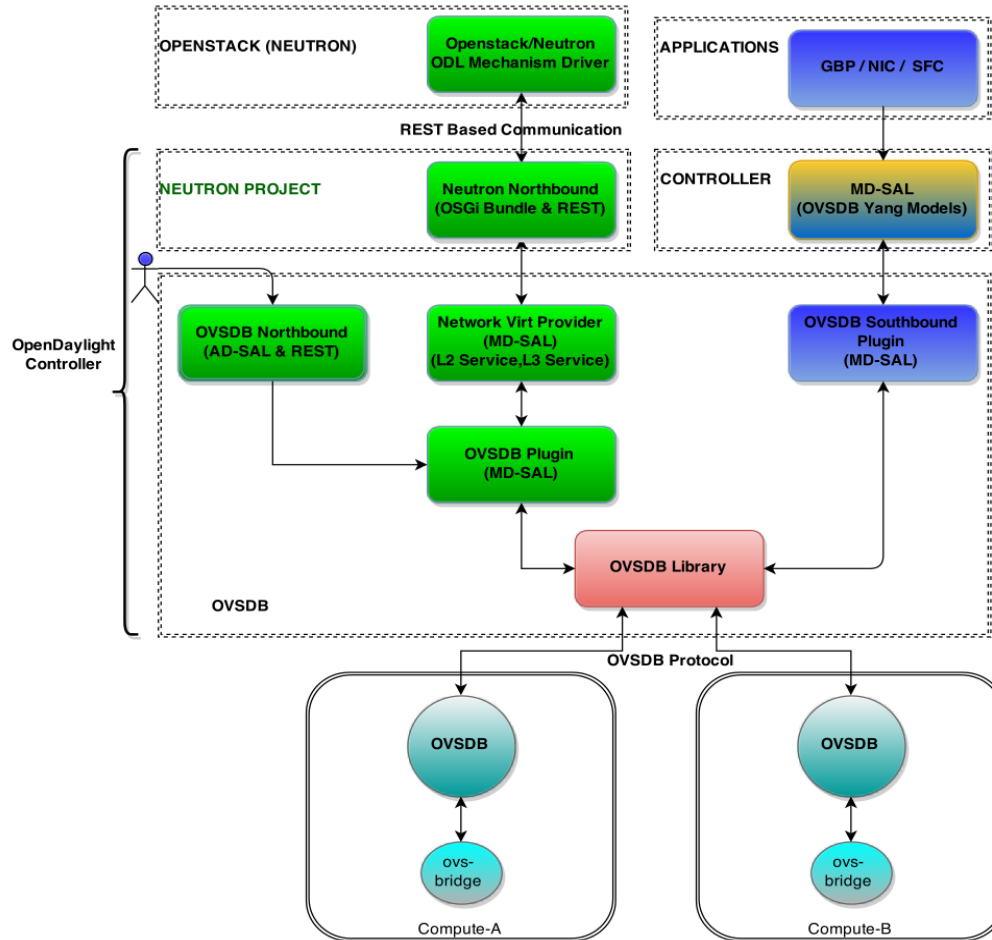 OPENSTACK (NEUTRON)
Openstack/Neutron
ODL Mechanism Driver
APPLICATIONS
GBP / NIC / SFC
REST Based Communication
NEUTRON PROJECT
Neutron Northbound
(OSGi Bundle & REST)
CONTROLLER
MD-SAL
(OVSDB Yang Models)
OpenDaylight
Controller
OVSDB Northbound
(AD-SAL & REST)
Network Virt Provider
(MD-SAL)
(L2 Service,L3 Service)
OVSDB Southbound
Plugin
(MD-SAL)
OVSDB Plugin
(MD-SAL)
OVSDB Library
OVSDB
OVSDB Protocol
OVSDB
ovs-
bridge
Compute-A
OVSDB
ovs-
bridge
Compute-B